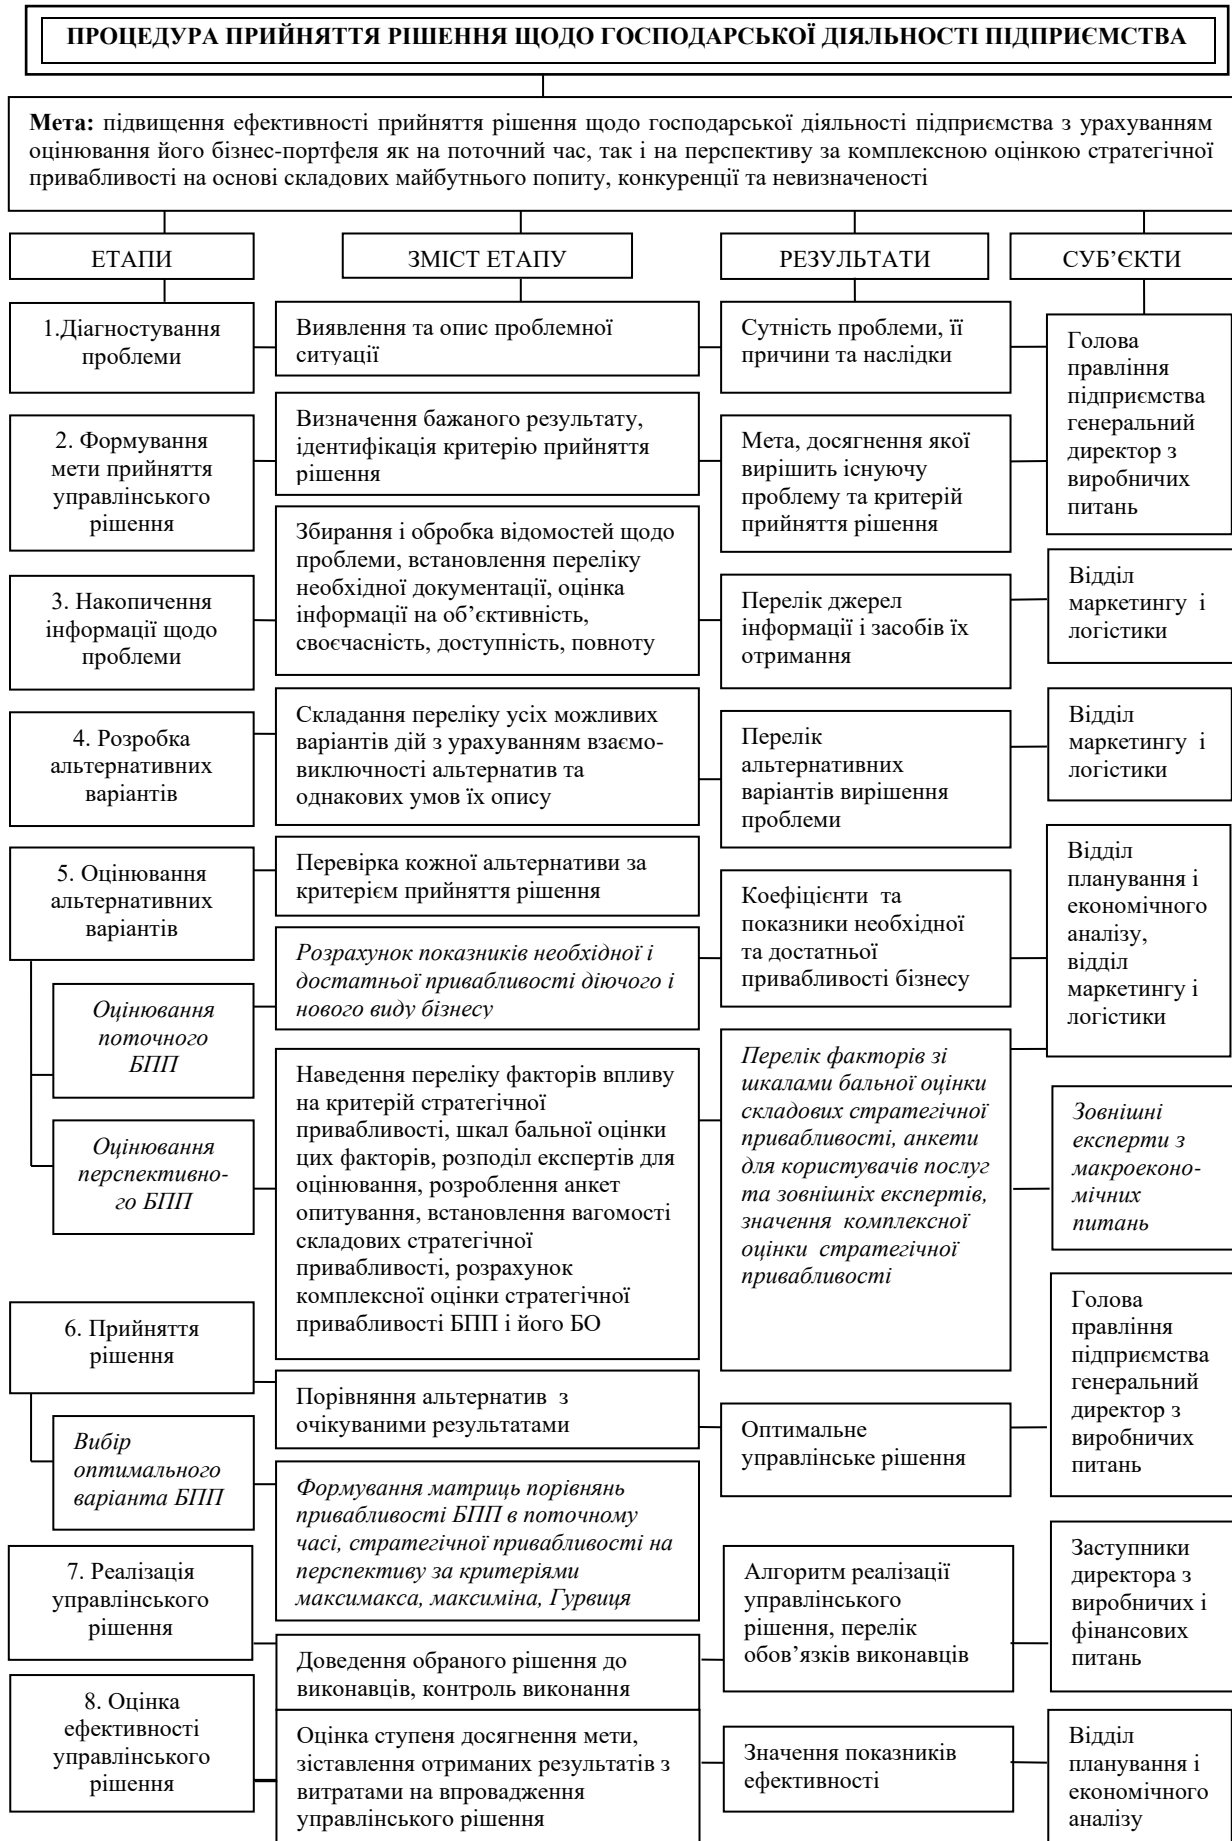 ПРОЦЕДУРА ПРИЙНЯТТЯ РІШЕННЯ ЩОДО ГОСПОДАРСЬКОЇ ДІЯЛЬНОСТІ ПІДПРИЄМСТВА
Мета: підвищення ефективності прийняття рішення щодо господарської діяльності підприємства з урахуванням
оцінювання його бізнес-портфеля як на поточний час, так і на перспективу за комплексною оцінкою стратегічної
привабливості на основі складових майбутнього попиту, конкуренції та невизначеності
ЕТАПИ
ЗМІСТ ЕТАПУ
РЕЗУЛЬТАТИ
СУБ’ЄКТИ
1.Діагностування
проблеми
Виявлення та опис проблемної
ситуації
Сутність проблеми, її
причини та наслідки
Голова
правління
підприємства
генеральний
директор з
виробничих
питань
2. Формування
мети прийняття
управлінського
рішення
Визначення бажаного результату,
ідентифікація критерію прийняття
рішення
Мета, досягнення якої
вирішить існуючу
проблему та критерій
прийняття рішення
3. Накопичення
інформації щодо
проблеми
Збирання і обробка відомостей щодо
проблеми, встановлення переліку
необхідної документації, оцінка
інформації на об’єктивність,
своєчасність, доступність, повноту
Перелік джерел
інформації і засобів їх
отримання
Відділ
маркетингу і
логістики
4. Розробка
альтернативних
варіантів
Складання переліку усіх можливих
варіантів дій з урахуванням взаємо-
виключності альтернатив та
однакових умов їх опису
Перелік
альтернативних
варіантів вирішення
проблеми
Відділ
маркетингу і
логістики
5. Оцінювання
альтернативних
варіантів
Перевірка кожної альтернативи за
критерієм прийняття рішення
Коефіцієнти та
показники необхідної
та достатньої
привабливості бізнесу
Відділ
планування і
економічного
аналізу,
відділ
маркетингу і
логістики
Оцінювання
поточного
БПП
Розрахунок показників необхідної і
достатньої привабливості діючого і
нового виду бізнесу
Оцінювання
перспективно-
го БПП
Наведення переліку факторів впливу
на критерій стратегічної
привабливості, шкал бальної оцінки
цих факторів, розподіл експертів для
оцінювання, розроблення анкет
опитування, встановлення вагомості
складових стратегічної
привабливості, розрахунок
комплексної оцінки стратегічної
привабливості БПП і його БО
Перелік факторів зі
шкалами бальної оцінки
складових стратегічної
привабливості, анкети
для користувачів послуг
та зовнішніх експертів,
значення комплексної
оцінки стратегічної
привабливості
Зовнішні
експерти з
макроеконо-
мічних
питань
6. Прийняття
рішення
Порівняння альтернатив з
очікуваними результатами
Оптимальне
управлінське рішення
Голова
правління
підприємства
генеральний
директор з
виробничих
питань
Вибір
оптимального
варіанта БПП
Формування матриць порівнянь
привабливості БПП в поточному
часі, стратегічної привабливості на
перспективу за критеріями
максимакса, максиміна, Гурвиця
7. Реалізація
управлінського
рішення
Доведення обраного рішення до
виконавців, контроль виконання
Алгоритм реалізації
управлінського
рішення, перелік
обов’язків виконавців
Заступники
директора з
виробничих і
фінансових
питань
8. Оцінка
ефективності
управлінського
рішення
Оцінка ступеня досягнення мети,
зіставлення отриманих результатів з
витратами на впровадження
управлінського рішення
Значення показників
ефективності
Відділ
планування і
економічного
аналізу